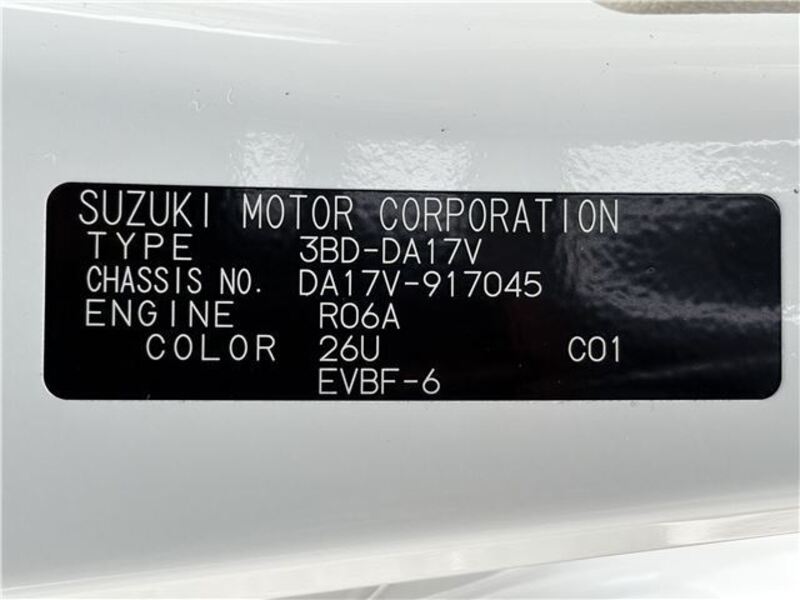 SUZUKI MOTOR CORPORATION
TYPE 3BD-DA17V
CHASSIS NO. DA17V-917045
ENGINE R06A
COLOR 26U C01
EVBF-6